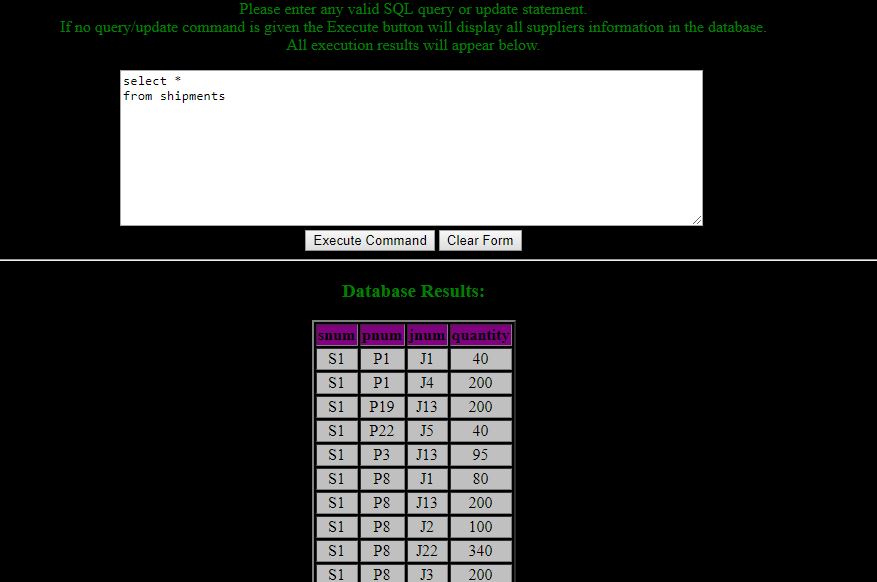 Please enter any valid SQL query or update statement.
If no query/update command is given the Execute button will display all suppliers information in the database.
All execution results will appear below.
select *
from shipments
Execute Command Clear Form
Database Results:
snum pnum jnum quantity
S1 P1 J1 40
S1 P1 J4 200
S1 P19 J13 200
S1 P22 J5 40
S1 P3 J13 95
S1 P8 J1 80
S1 P8 J13 200
S1 P8 J2 100
S1 P8 J22 340
S1 P8 J3 200